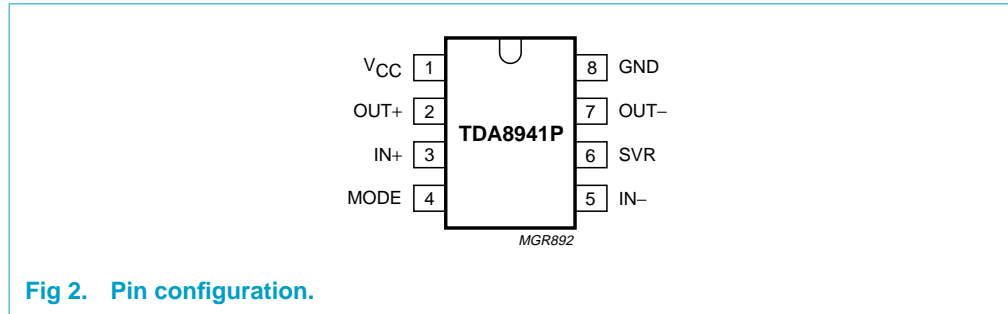 VCC 1 8 GND
OUT+ 2 7 OUT−
TDA8941P
IN+ 3 6 SVR
MODE 4 5 IN−
MGR892
Fig 2. Pin configuration.